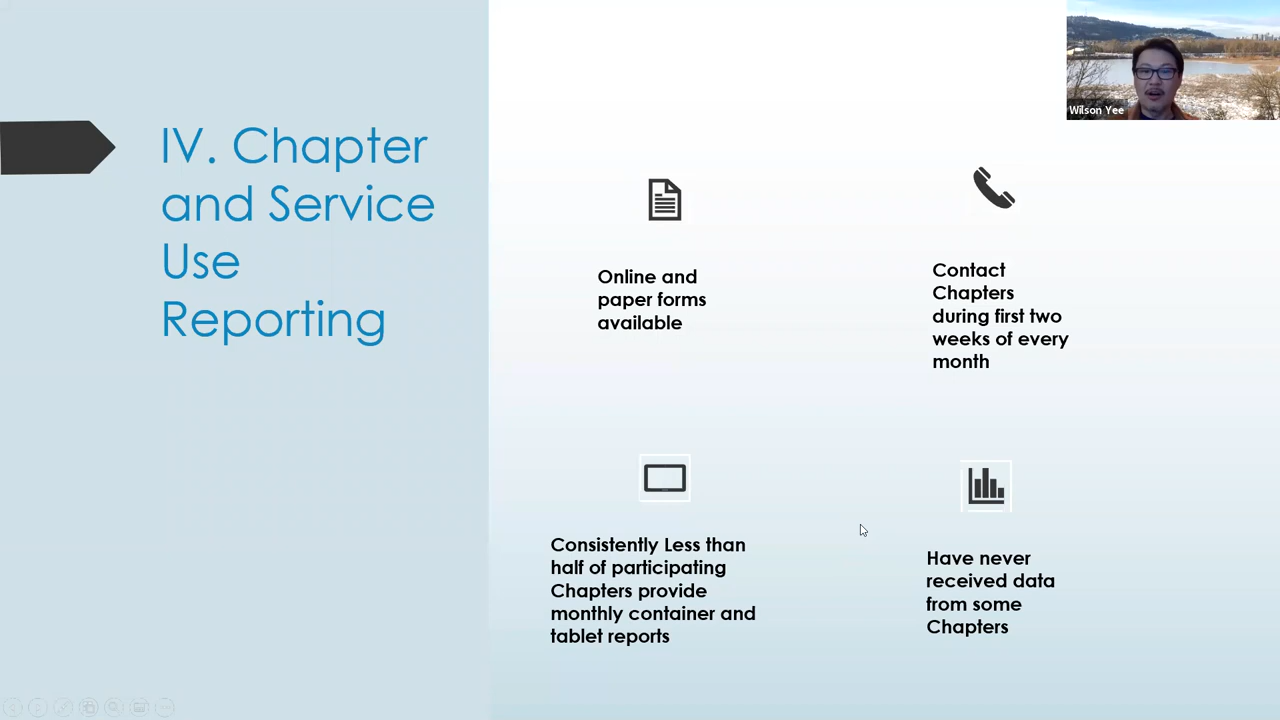 IV. Chapter
and Service
Use
Reporting
Wilson Yee
Online and
paper forms
available
Contact
Chapters
during first two
weeks of every
month
Consistently Less than
half of participating
Chapters provide
monthly container and
tablet reports
Have never
received data
from some
Chapters